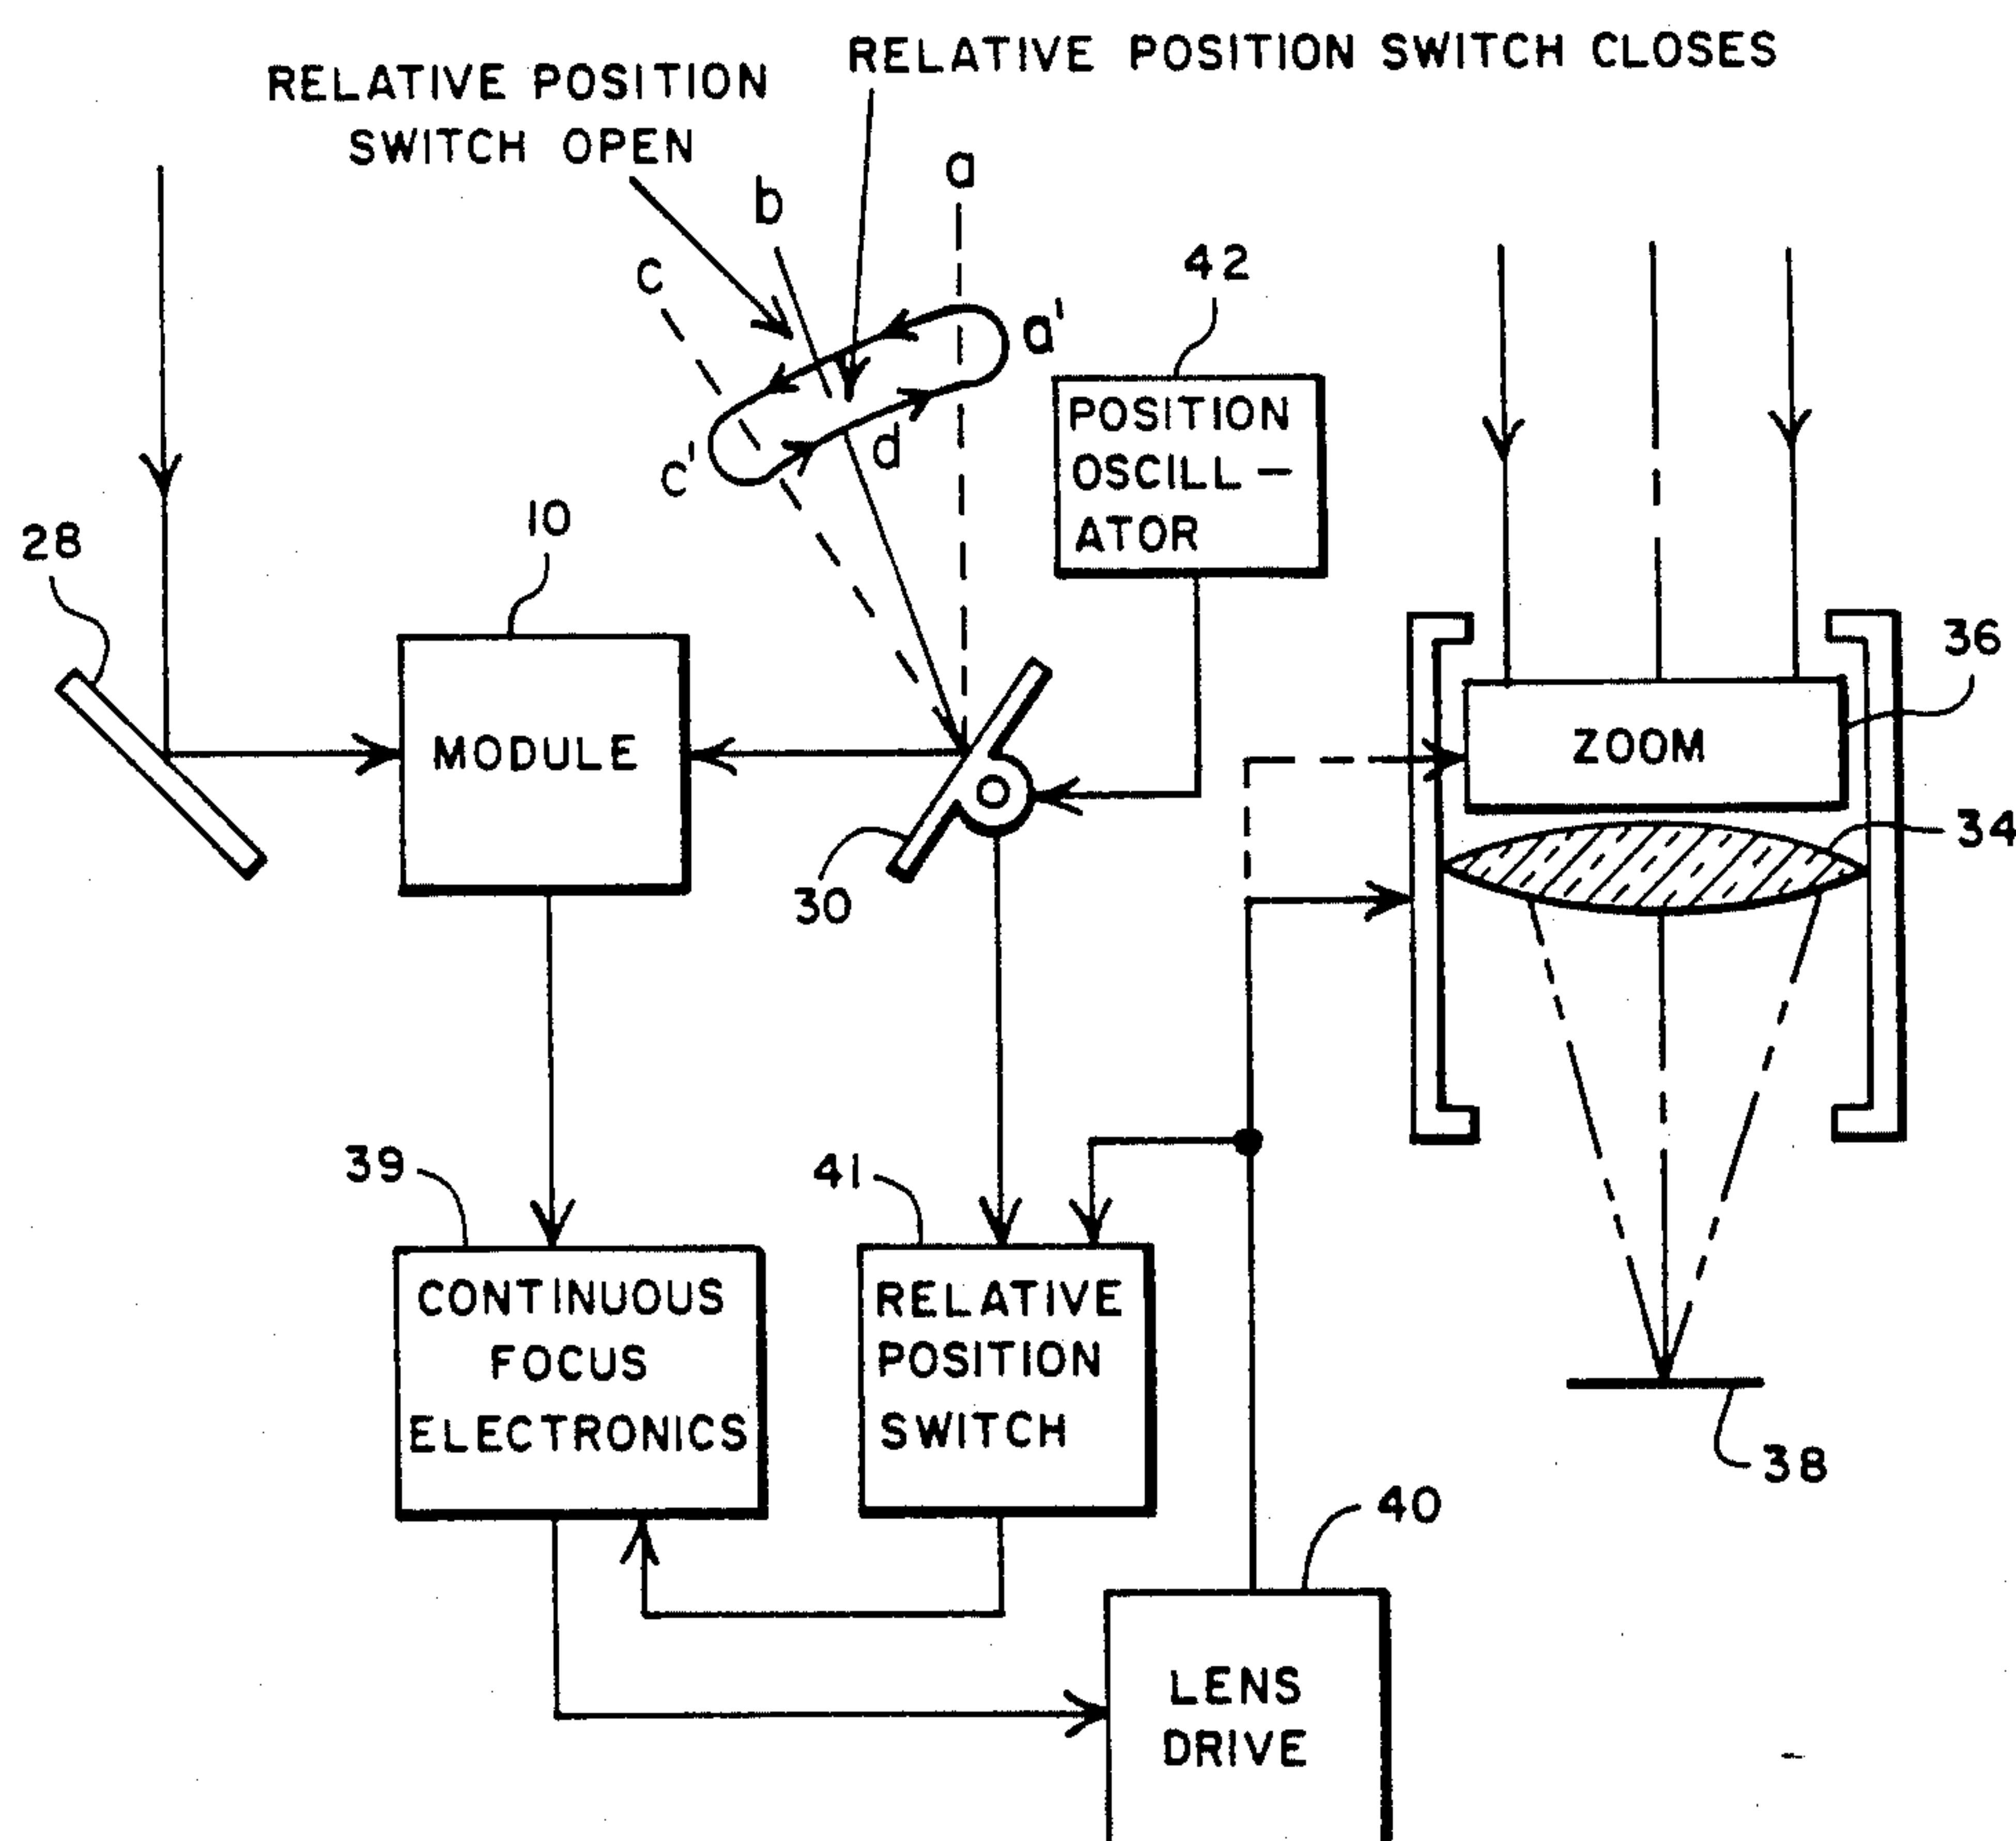 RELATIVE POSITION SWITCH CLOSES
RELATIVE POSITION
SWITCH OPEN
a
b
c
a'
42
d
c'
POSITION
OSCILL-
ATOR
10
28
36
MODULE
ZOOM
34
30
39
41
CONTINUOUS
FOCUS
ELECTRONICS
RELATIVE
POSITION
SWITCH
38
40
LENS
DRIVE